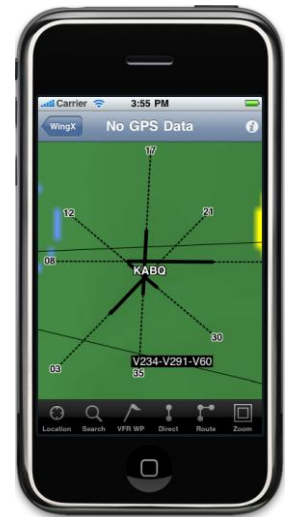 Carrier 3:55 PM
WingX No GPS Data
17
12 21
08 KABQ
30
03 V234-V291-V60
35
Location Search VFR WP Direct Route Zoom